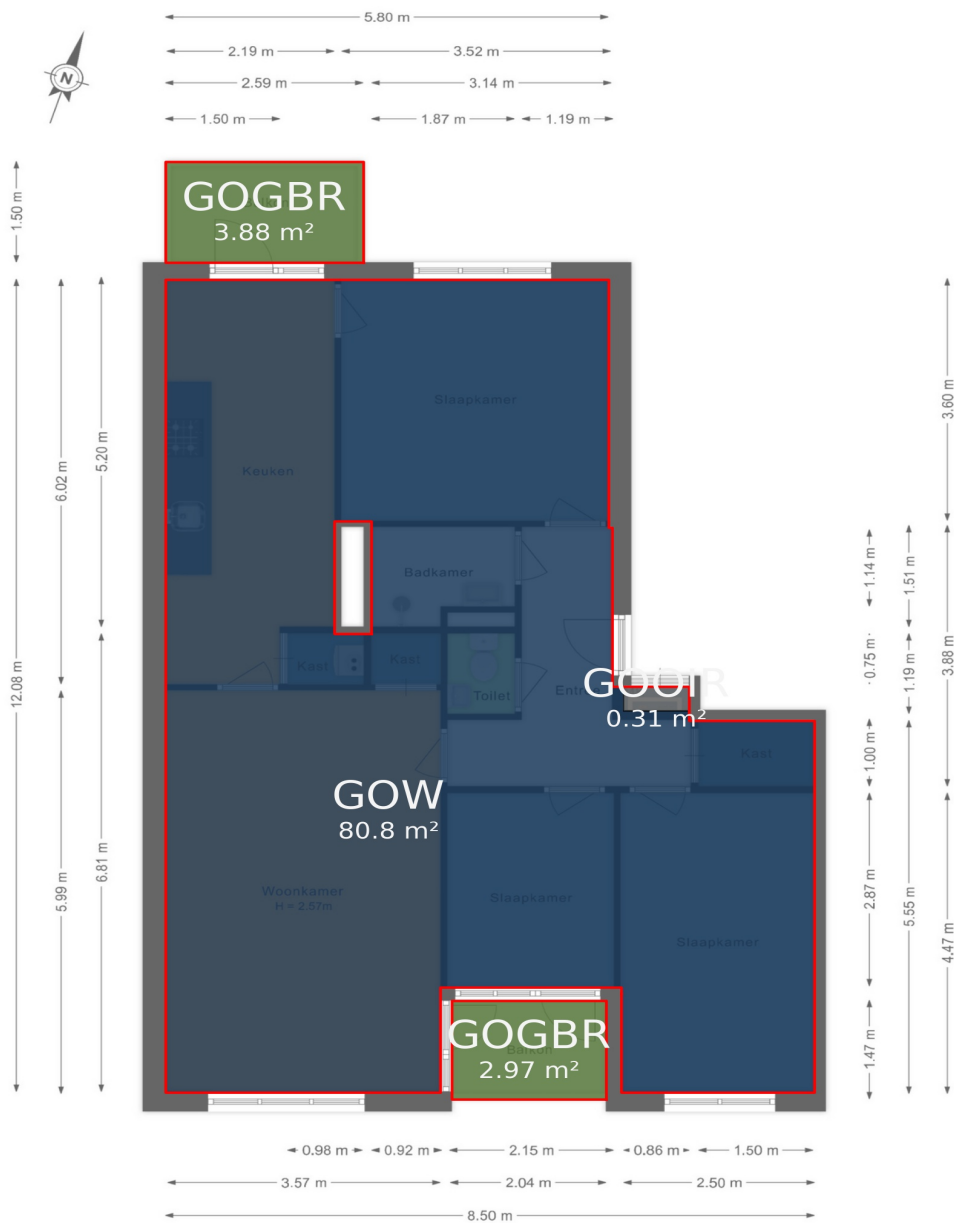 5.80 m
2.19 m
3.52 m
N
2.59 m
3.14 m
1.50 m
1.87 m
1.19 m
1.50 m
GOGBR
3.88 m²
12.08 m
6.02 m
5.20 m
3.60 m
Slaapkamer
Keuken
Badkamer
1.14 m
1.51 m
3.88 m
0.75 m
1.19 m
Kast
Kast
Toilet
GOOIR
0.31 m²
Kast
1.00 m
GOW
80.8 m²
5.99 m
6.81 m
Woonkamer
H = 2.57m
Slaapkamer
Slaapkamer
2.87 m
5.55 m
4.47 m
GOGBR
Balkon
2.97 m²
1.47 m
0.98 m
0.92 m
2.15 m
0.86 m
1.50 m
3.57 m
2.04 m
2.50 m
8.50 m